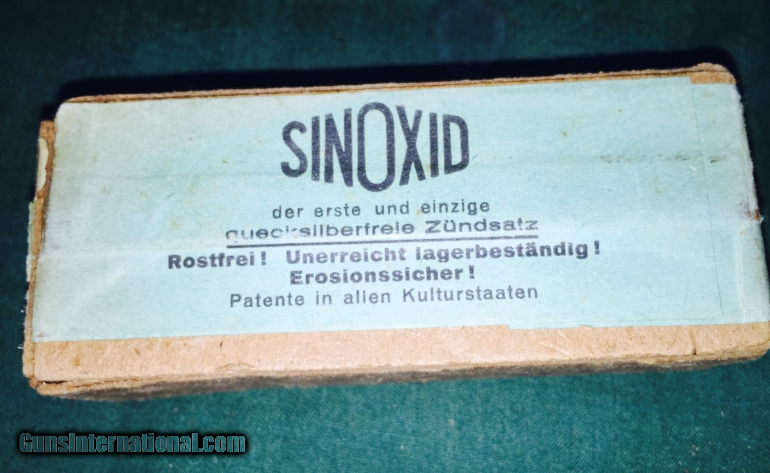 SINOXID
der erste und einzige
quecksilberfreie Zündsatz
Rostfrei! Unerreicht lagerbeständig!
Erosionssicher!
Patente in allen Kulturstaaten
GunsInternational.com